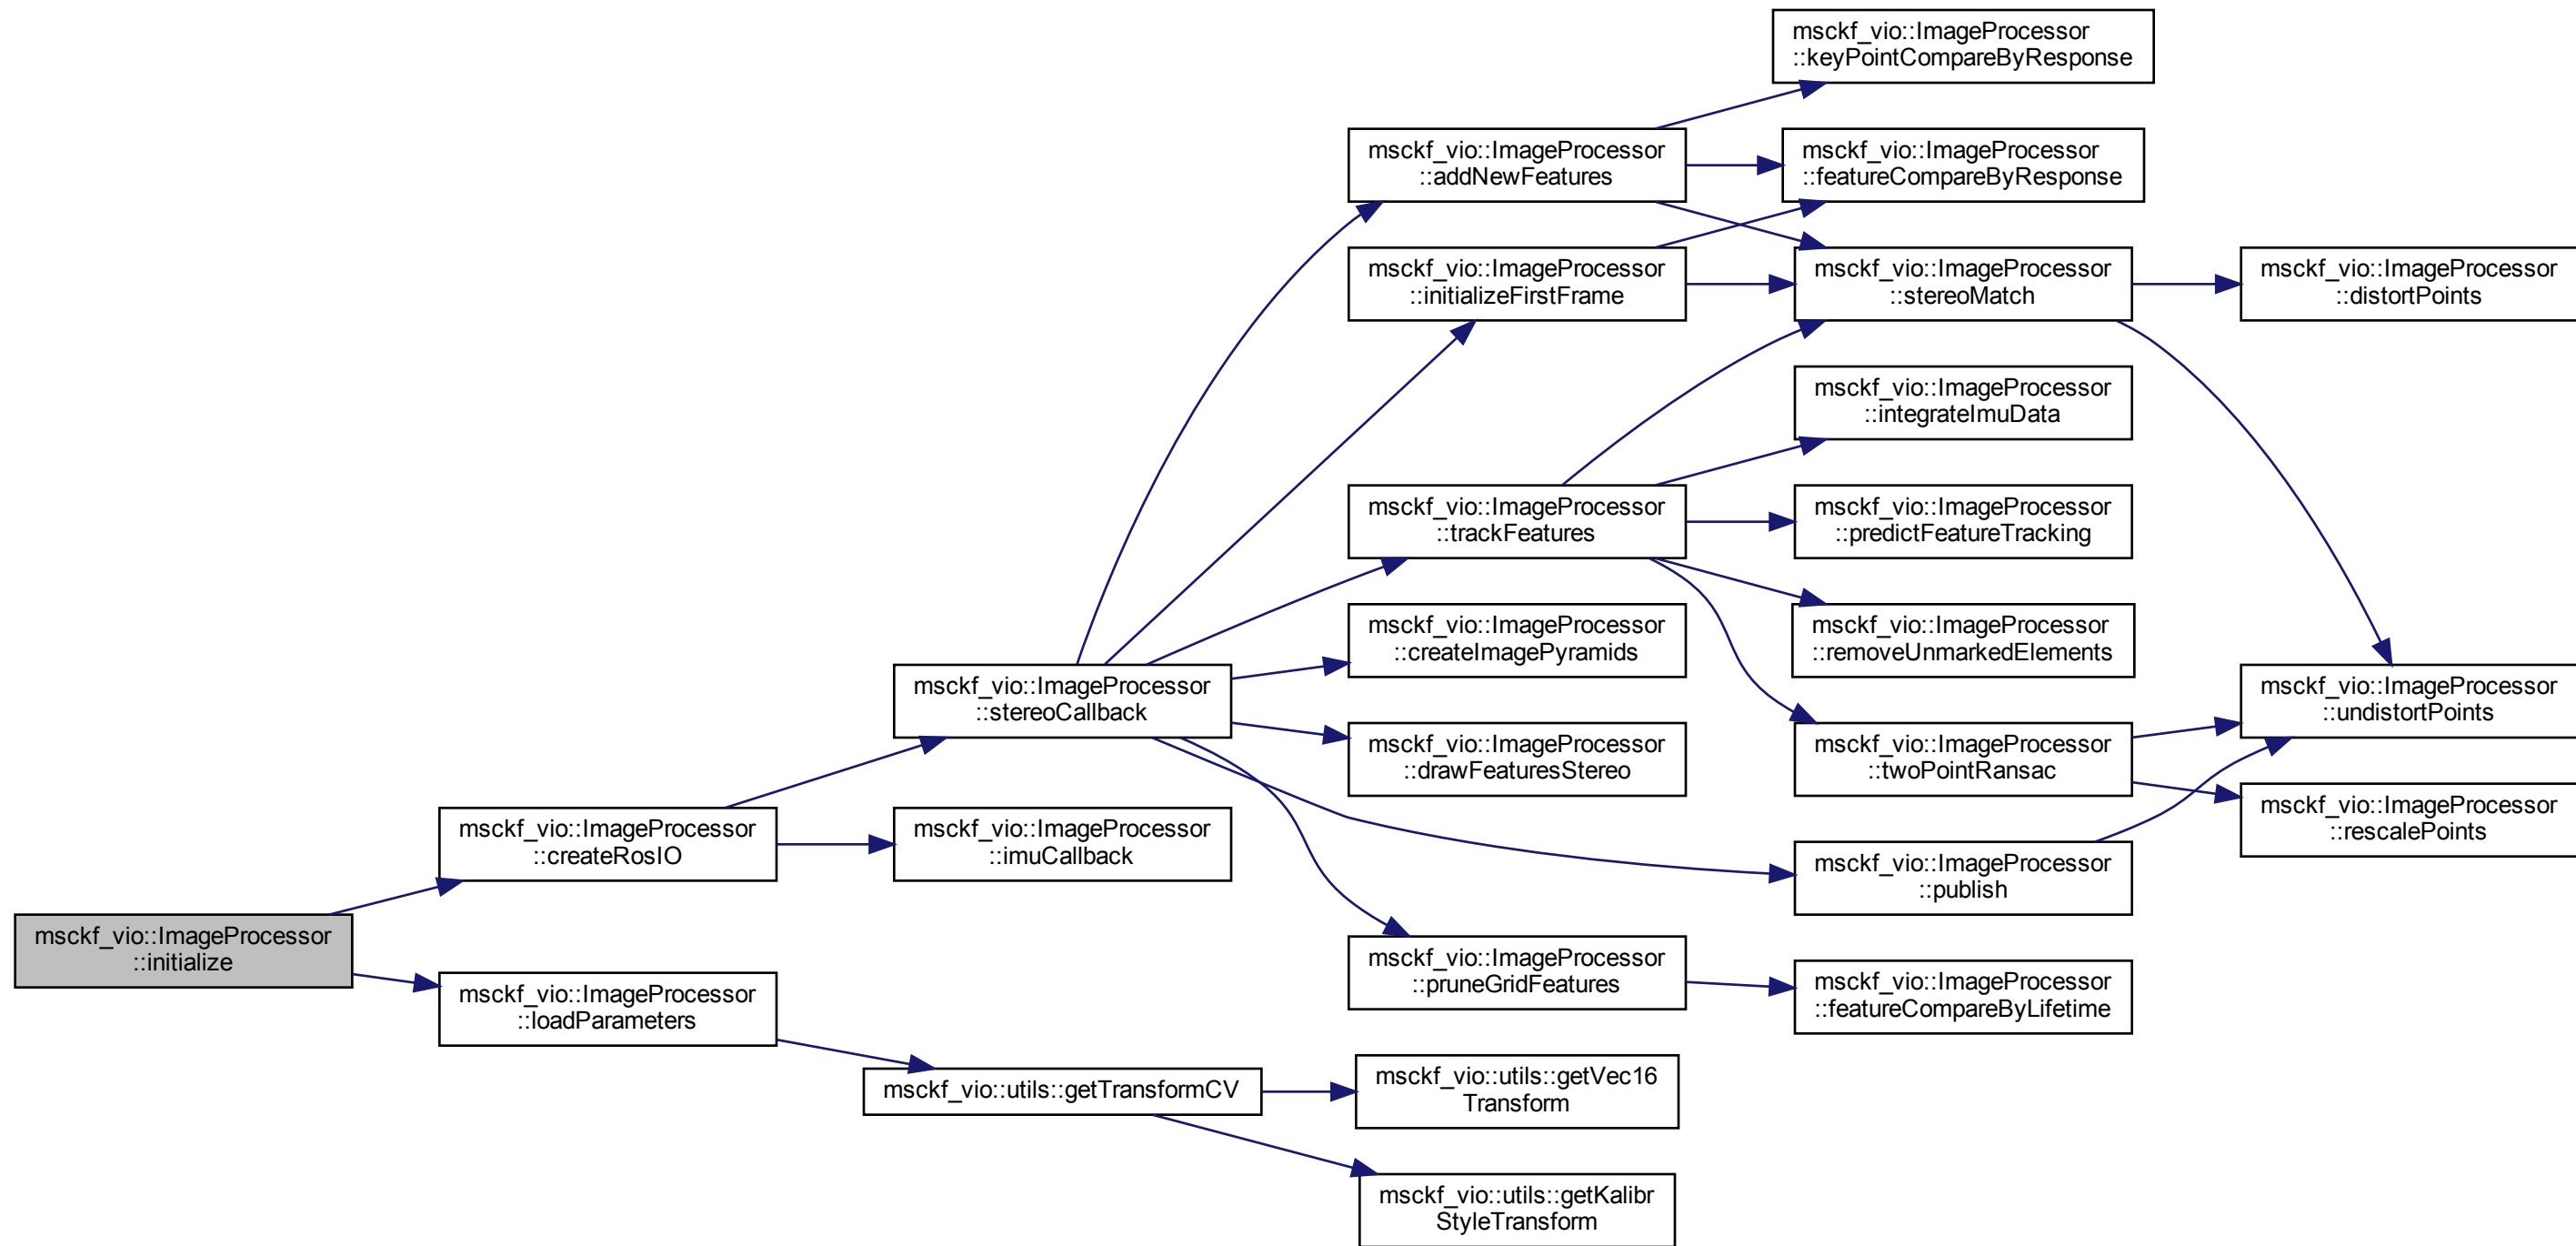 msckf_vio::ImageProcessor
::initialize
msckf_vio::ImageProcessor
::createRosIO
msckf_vio::ImageProcessor
::loadParameters
msckf_vio::ImageProcessor
::stereoCallback
msckf_vio::ImageProcessor
::imuCallback
msckf_vio::utils::getTransformCV
msckf_vio::ImageProcessor
::addNewFeatures
msckf_vio::ImageProcessor
::initializeFirstFrame
msckf_vio::ImageProcessor
::trackFeatures
msckf_vio::ImageProcessor
::createImagePyramids
msckf_vio::ImageProcessor
::drawFeaturesStereo
msckf_vio::ImageProcessor
::pruneGridFeatures
msckf_vio::utils::getVec16
Transform
msckf_vio::utils::getKalibr
StyleTransform
msckf_vio::ImageProcessor
::keyPointCompareByResponse
msckf_vio::ImageProcessor
::featureCompareByResponse
msckf_vio::ImageProcessor
::stereoMatch
msckf_vio::ImageProcessor
::integrateImuData
msckf_vio::ImageProcessor
::predictFeatureTracking
msckf_vio::ImageProcessor
::removeUnmarkedElements
msckf_vio::ImageProcessor
::twoPointRansac
msckf_vio::ImageProcessor
::publish
msckf_vio::ImageProcessor
::featureCompareByLifetime
msckf_vio::ImageProcessor
::distortPoints
msckf_vio::ImageProcessor
::undistortPoints
msckf_vio::ImageProcessor
::rescalePoints